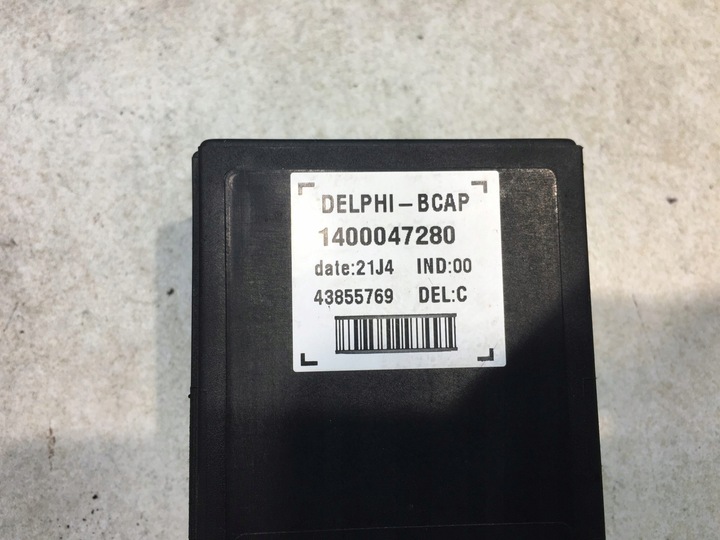 DELPHI-BCAP
1400047280
date:21J4 IND:00
43855769 DEL:C